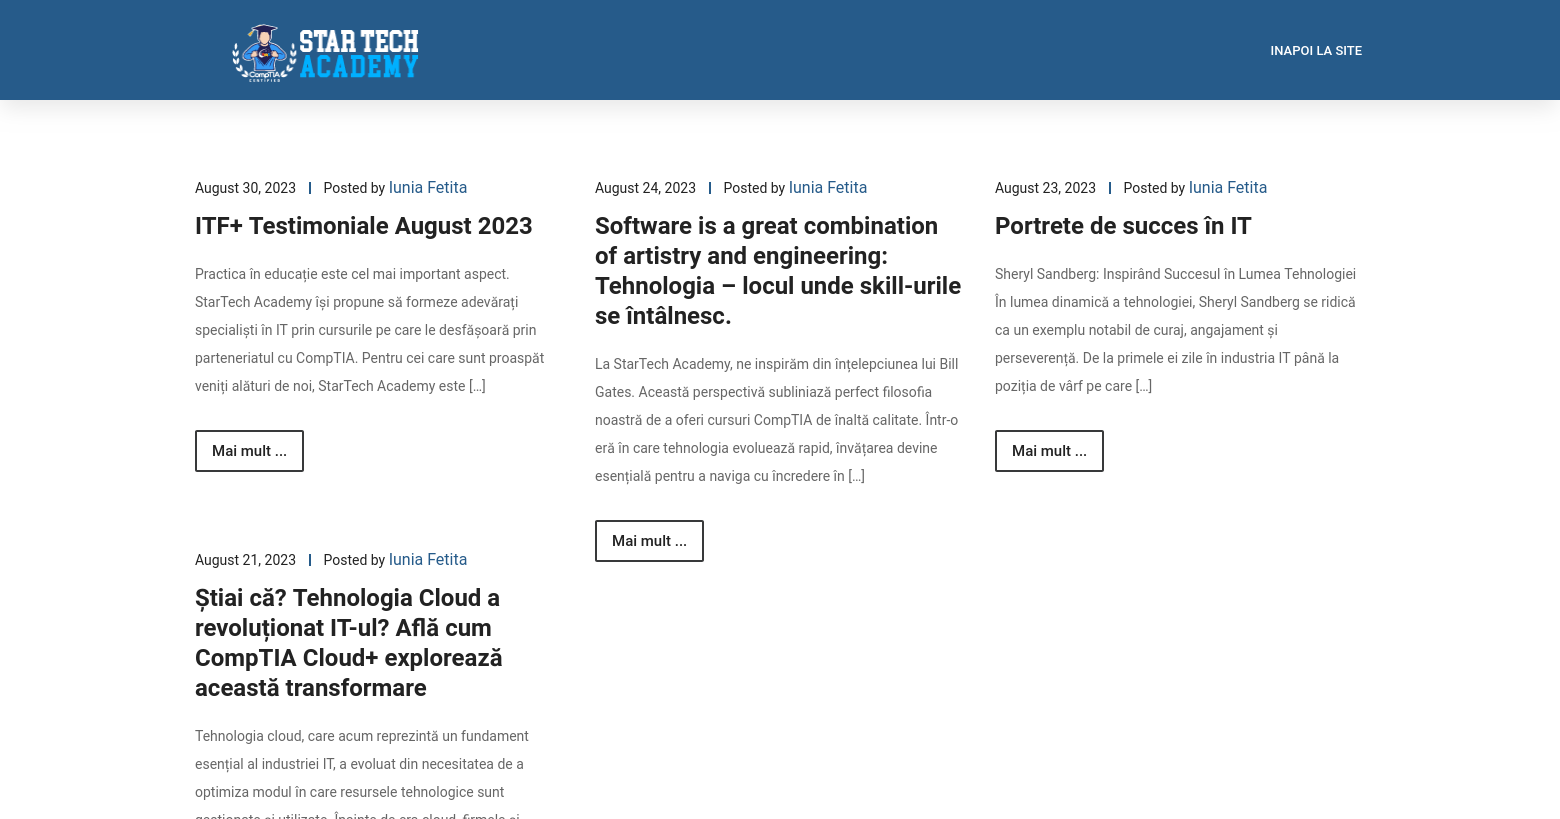 STAR TECH
ACADEMY
CompTIA
CERTIFIED
INAPOI LA SITE
August 30, 2023 Posted by Iunia Fetita
ITF+ Testimoniale August 2023
Practica în educație este cel mai important aspect.
StarTech Academy își propune să formeze adevărați
specialiști în IT prin cursurile pe care le desfășoară prin
parteneriatul cu CompTIA. Pentru cei care sunt proaspăt
veniți alături de noi, StarTech Academy este [...]
Mai mult ...
August 24, 2023 Posted by Iunia Fetita
Software is a great combination
of artistry and engineering:
Tehnologia – locul unde skill-urile
se întâlnesc.
La StarTech Academy, ne inspirăm din înțelepciunea lui Bill
Gates. Această perspectivă subliniază perfect filosofia
noastră de a oferi cursuri CompTIA de înaltă calitate. Într-o
eră în care tehnologia evoluează rapid, învățarea devine
esențială pentru a naviga cu încredere în [...]
Mai mult ...
August 23, 2023 Posted by Iunia Fetita
Portrete de succes în IT
Sheryl Sandberg: Inspirând Succesul în Lumea Tehnologiei
În lumea dinamică a tehnologiei, Sheryl Sandberg se ridică
ca un exemplu notabil de curaj, angajament și
perseverență. De la primele ei zile în industria IT până la
poziția de vârf pe care [...]
Mai mult ...
August 21, 2023 Posted by Iunia Fetita
Știai că? Tehnologia Cloud a
revoluționat IT-ul? Află cum
CompTIA Cloud+ explorează
această transformare
Tehnologia cloud, care acum reprezintă un fundament
esențial al industriei IT, a evoluat din necesitatea de a
optimiza modul în care resursele tehnologice sunt
gestionate și utilizate. Înainte de era cloud, firmele și